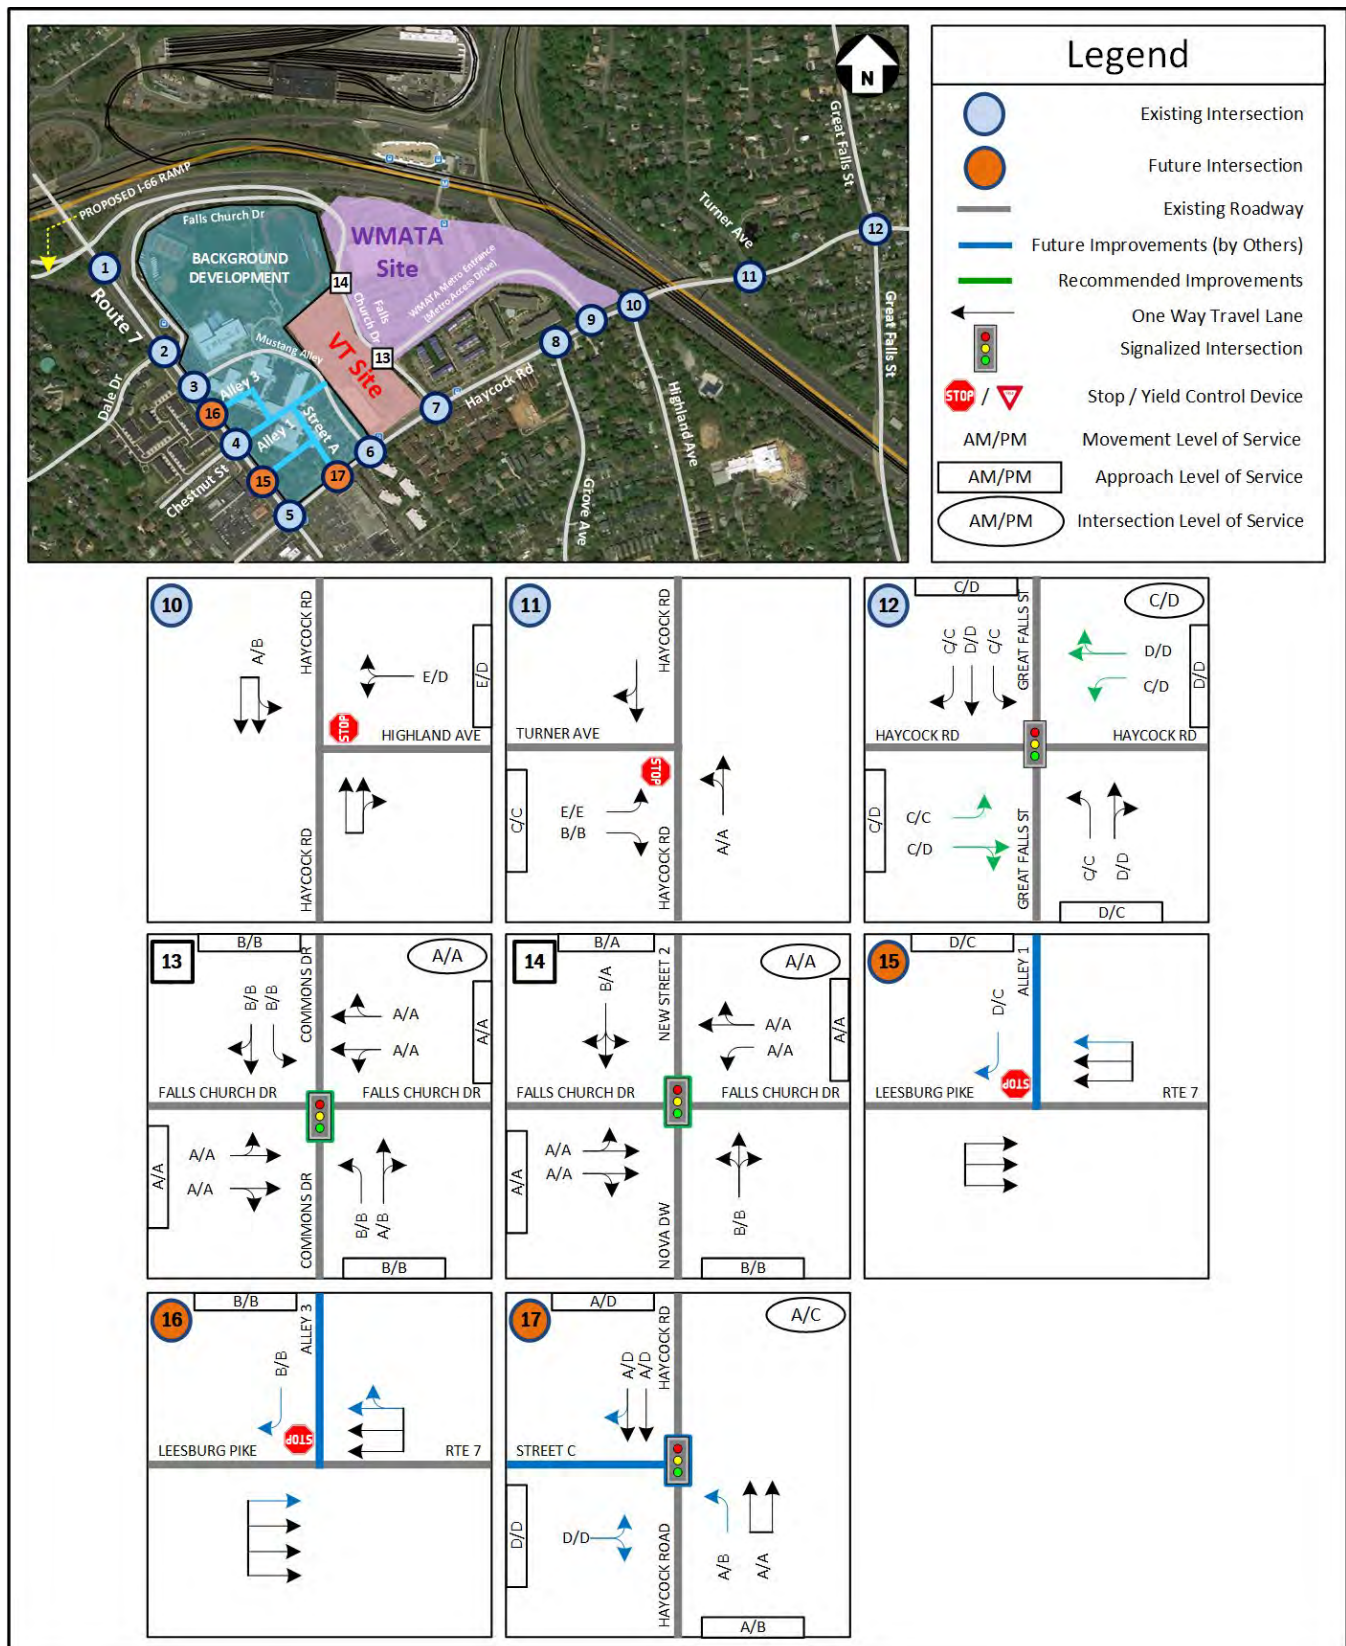 N
PROPOSED I-66 RAMP
Falls Church Dr
BACKGROUND
DEVELOPMENT
WMATA
Site
WMATA Metro Entrance
(Metro Access Drive)
Falls
Church Dr
VT Site
Mustang Alley
Route 7
Dale Dr
Alley 3
Alley 1
Street A
Chestnut St
Haycock Rd
Grove Ave
Highland Ave
Turner Ave
Great Falls St
Great Falls St
1
2
3
16
4
15
5
17
6
7
13
14
8
9
10
11
12
Legend
Existing Intersection
Future Intersection
Existing Roadway
Future Improvements (by Others)
Recommended Improvements
One Way Travel Lane
Signalized Intersection
STOP / Stop / Yield Control Device
AM/PM Movement Level of Service
AM/PM Approach Level of Service
AM/PM Intersection Level of Service
10
A/B
HAYCOCK RD
E/D
E/D
STOP
HIGHLAND AVE
HAYCOCK RD
11
HAYCOCK RD
TURNER AVE
STOP
C/C
E/E
B/B
HAYCOCK RD
A/A
12
C/D
C/D
C/C
D/D
C/C
GREAT FALLS ST
D/D
C/D
D/D
HAYCOCK RD
HAYCOCK RD
C/D
C/C
C/D
GREAT FALLS ST
C/C
D/D
D/C
13
B/B
A/A
B/B
B/B
COMMONS DR
A/A
A/A
A/A
FALLS CHURCH DR
FALLS CHURCH DR
A/A
A/A
A/A
COMMONS DR
B/B
A/B
B/B
14
B/A
A/A
B/A
NEW STREET 2
A/A
A/A
A/A
FALLS CHURCH DR
FALLS CHURCH DR
A/A
A/A
A/A
NOVA DW
B/B
B/B
15
D/C
ALLEY 1
D/C
STOP
LEESBURG PIKE
RTE 7
16
B/B
ALLEY 3
B/B
STOP
LEESBURG PIKE
RTE 7
17
A/D
A/C
A/D
A/D
HAYCOCK RD
STREET C
D/D
D/D
HAYCOCK ROAD
A/B
A/A
A/B